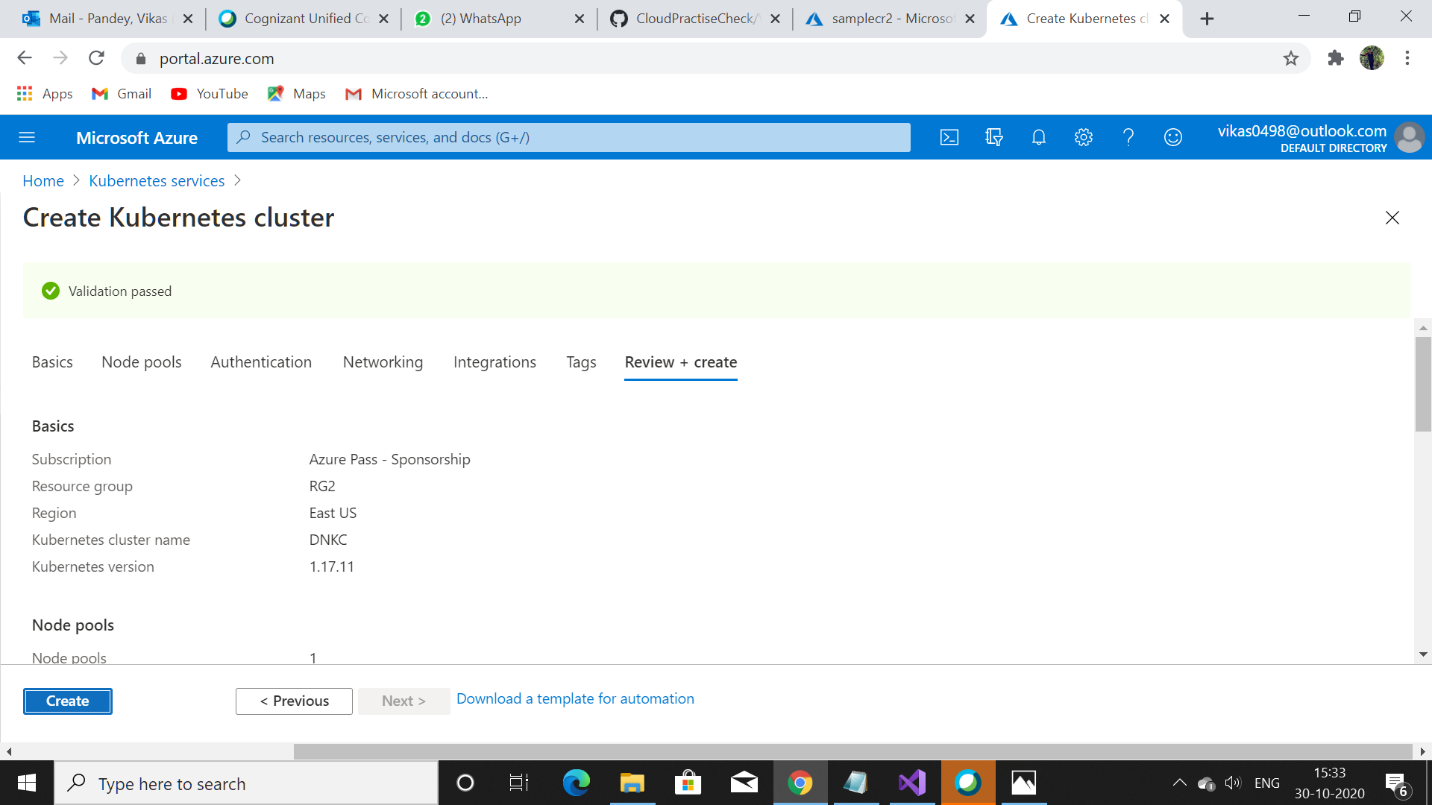 Mail - Pandey, Vikas
Cognizant Unified Co
(2) WhatsApp
CloudPractiseCheck/
samplecr2 - Microso
Create Kubernetes cl
portal.azure.com
Apps
Gmail
YouTube
Maps
Microsoft account...
Microsoft Azure
Search resources, services, and docs (G+/)
vikas0498@outlook.com
DEFAULT DIRECTORY
Home > Kubernetes services >
Create Kubernetes cluster
Validation passed
Basics Node pools Authentication Networking Integrations Tags Review + create
Basics
Subscription Azure Pass - Sponsorship
Resource group RG2
Region East US
Kubernetes cluster name DNKC
Kubernetes version 1.17.11
Node pools
Node pools 1
Create < Previous Next > Download a template for automation
Type here to search
2
1
ENG
15:33
30-10-2020
6